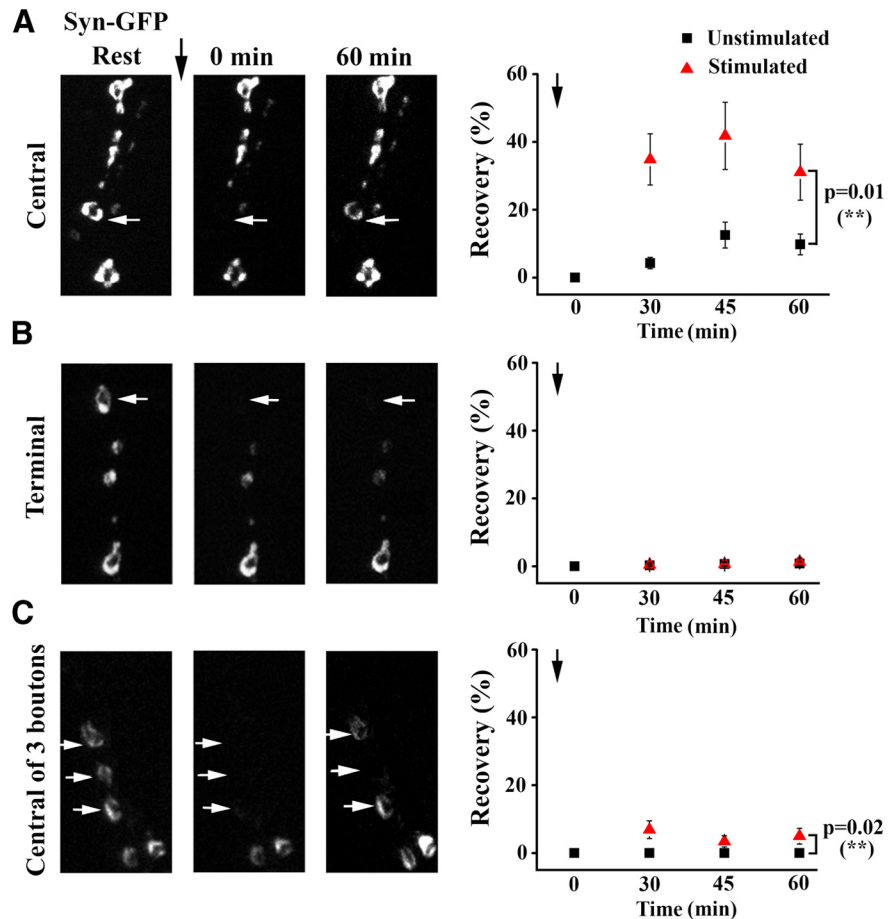 A
Syn-GFP
Rest
0 min
60 min
Central
Unstimulated
Stimulated
Recovery (%)
60
40
20
0
p=0.01
(**)
0 30 45 60
Time (min)
B
Terminal
Recovery (%)
60
40
20
0
0 30 45 60
Time (min)
C
Central of 3 boutons
Recovery (%)
60
40
20
0
p=0.02
(**)
0 30 45 60
Time (min)